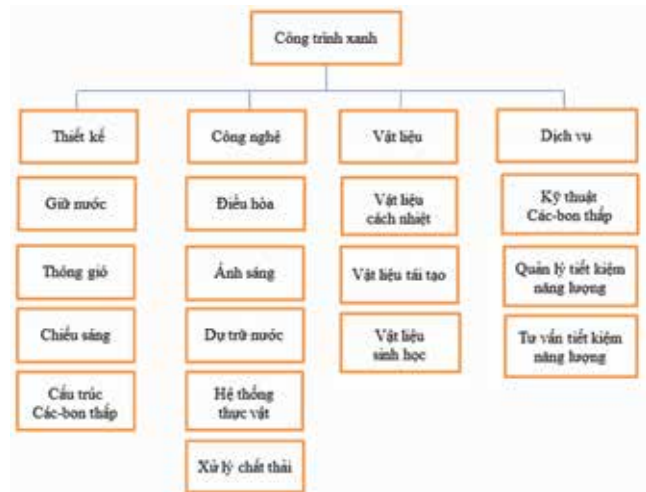 Công trình xanh
Thiết kế
Giữ nước
Thông gió
Chiếu sáng
Cấu trúc
Các-bon thấp
Công nghệ
Điều hòa
Ánh sáng
Dự trữ nước
Hệ thống
thực vật
Xử lý chất thải
Vật liệu
Vật liệu
cách nhiệt
Vật liệu tái tạo
Vật liệu
sinh học
Dịch vụ
Kỹ thuật
Các-bon thấp
Quản lý tiết kiệm
năng lượng
Tư vấn tiết kiệm
năng lượng